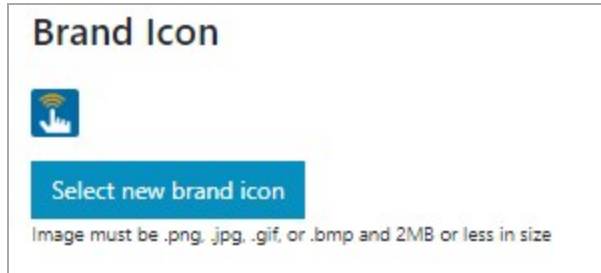 Brand Icon
Select new brand icon
Image must be .png, .jpg, .gif, or .bmp and 2MB or less in size